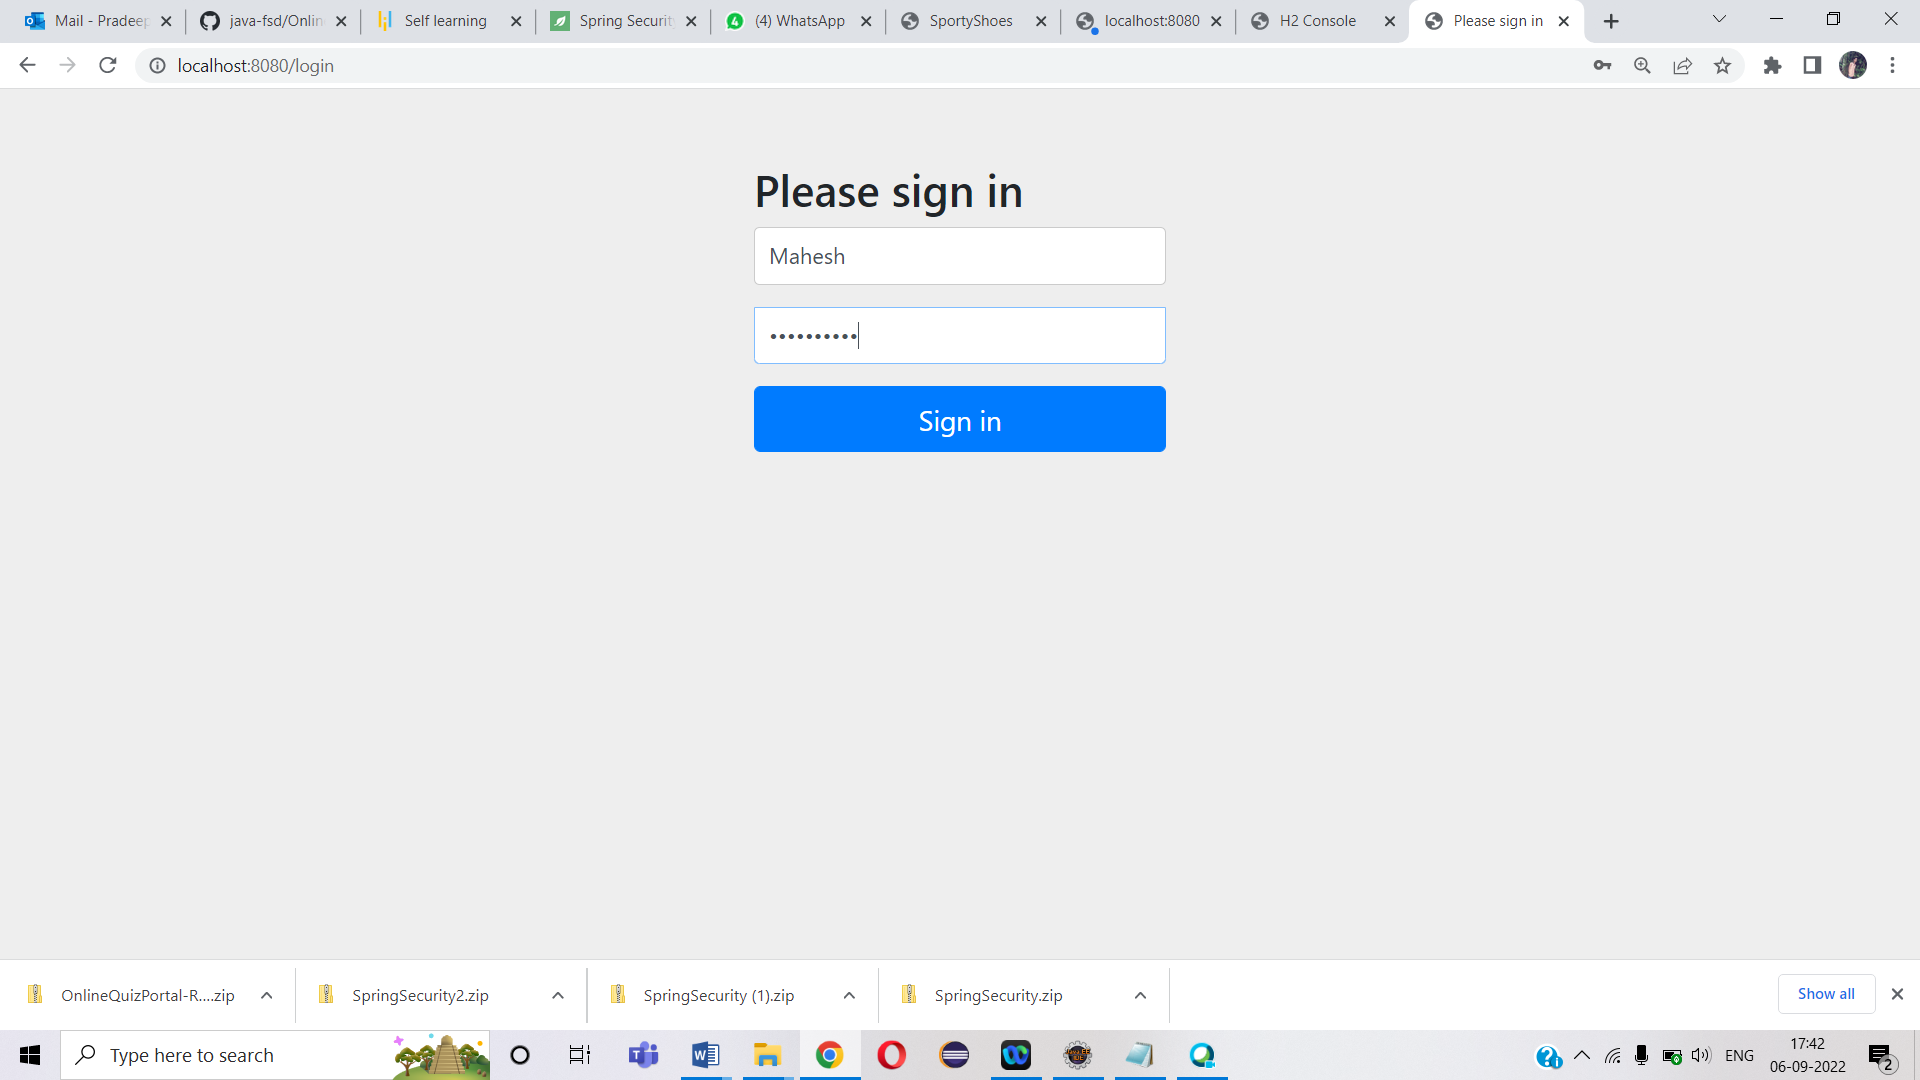 Mail - Pradeep
java-fsd/Onlin
Self learning
Spring Securit
(4) WhatsApp
SportyShoes
localhost:8080
H2 Console
Please sign in
localhost:8080/login
Please sign in
Mahesh
••••••••••
Sign in
OnlineQuizPortal-R....zip
SpringSecurity2.zip
SpringSecurity (1).zip
SpringSecurity.zip
Show all
Type here to search
ENG
17:42
06-09-2022
2